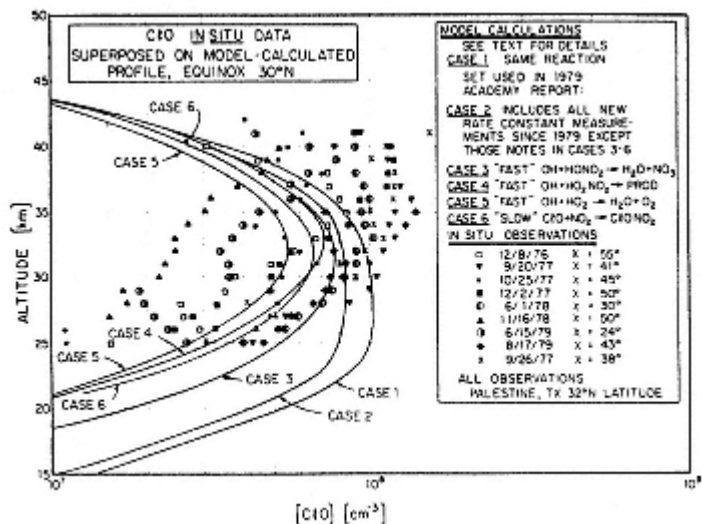 ClO IN SITU DATA
SUPERPOSED ON MODEL-CALCULATED
PROFILE, EQUINOX 30°N
MODEL CALCULATIONS
SEE TEXT FOR DETAILS
CASE 1 SAME REACTION
SET USED IN 1979
ACADEMY REPORT:
CASE 2 INCLUDES ALL NEW
RATE CONSTANT MEASURE-
MENTS SINCE 1979 EXCEPT
THOSE NOTES IN CASES 3-6
CASE 3 "FAST" OH+HONO₂ → H₂O+NO₃
CASE 4 "FAST" OH+HO₂NO₂ → PROD
CASE 5 "FAST" OH+HO₂ → H₂O+O₂
CASE 6 "SLOW" ClO+NO₂ → ClONO₂
IN SITU OBSERVATIONS
12/8/76 X = 55°
9/20/77 X = 41°
10/25/77 X = 45°
12/2/77 X = 50°
6/1/78 X = 30°
11/16/78 X = 50°
6/15/79 X = 24°
8/17/79 X = 43°
9/26/77 X = 38°
ALL OBSERVATIONS
PALESTINE, TX 32°N LATITUDE
CASE 6
CASE 5
CASE 4
CASE 5
CASE 3
CASE 6
CASE 1
CASE 2
50
45
40
35
30
25
20
15
ALTITUDE [km]
10⁷
10⁸
10⁹
[ClO] [cm⁻³]